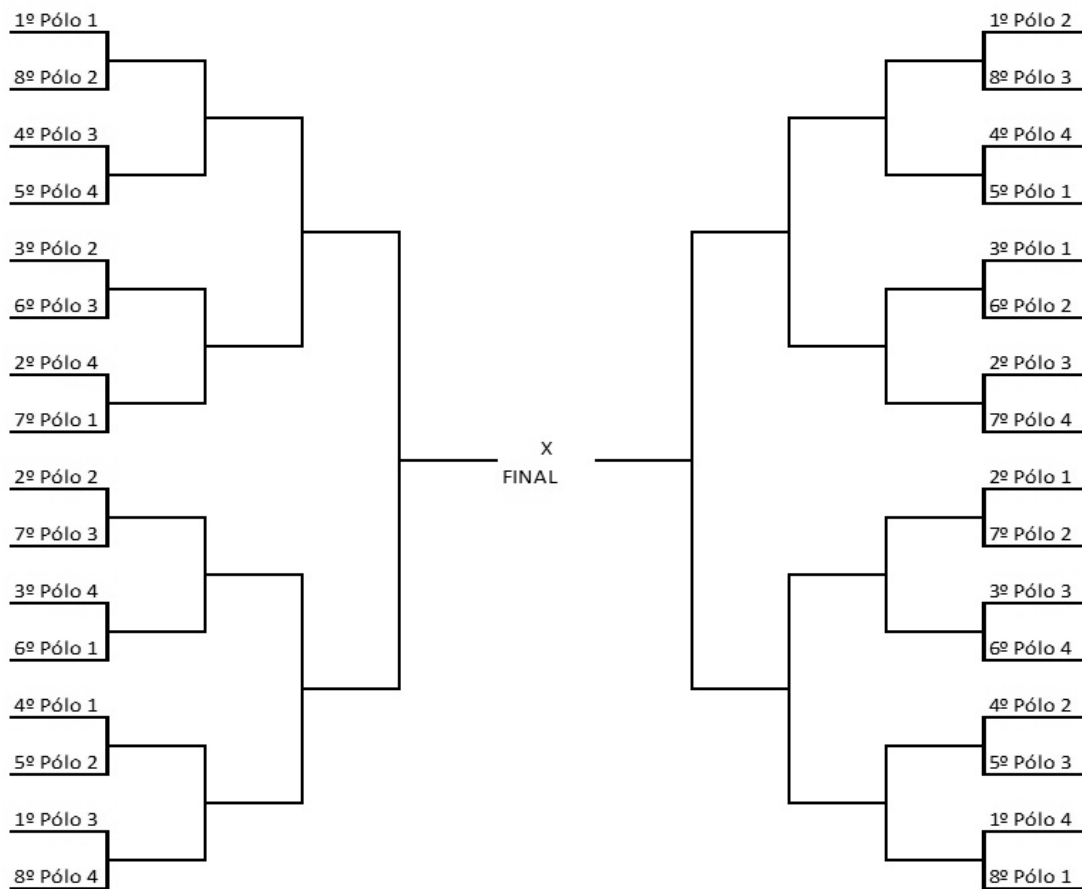 1º Pólo 1
8º Pólo 2
4º Pólo 3
5º Pólo 4
3º Pólo 2
6º Pólo 3
2º Pólo 4
7º Pólo 1
2º Pólo 2
7º Pólo 3
3º Pólo 4
6º Pólo 1
4º Pólo 1
5º Pólo 2
1º Pólo 3
8º Pólo 4
X
FINAL
1º Pólo 2
8º Pólo 3
4º Pólo 4
5º Pólo 1
3º Pólo 1
6º Pólo 2
2º Pólo 3
7º Pólo 4
2º Pólo 1
7º Pólo 2
3º Pólo 3
6º Pólo 4
4º Pólo 2
5º Pólo 3
1º Pólo 4
8º Pólo 1